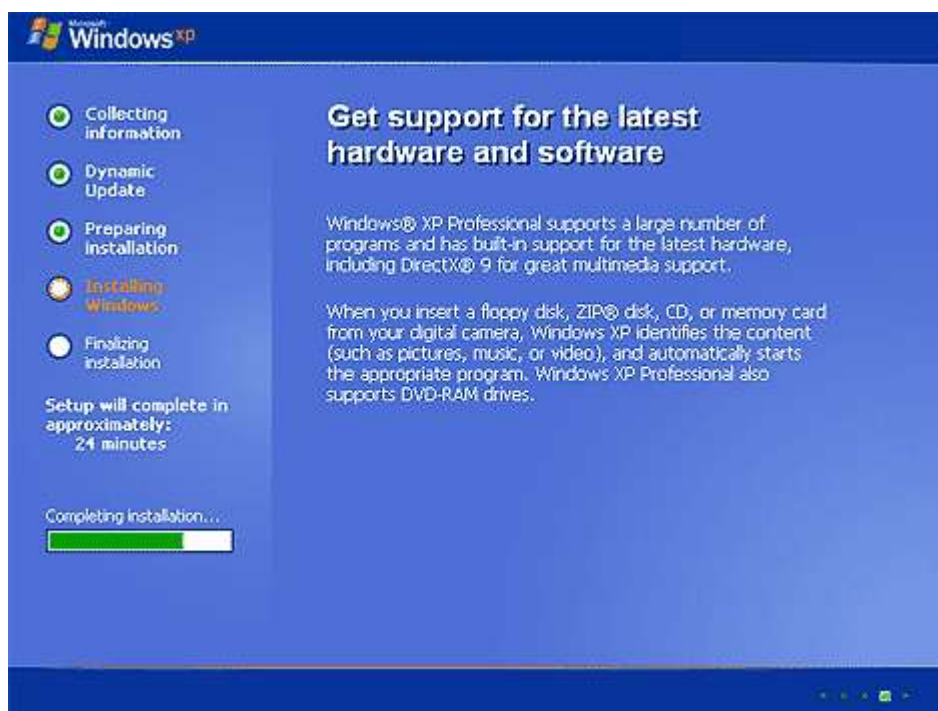 Microsoft
Windows xp
Collecting
information
Dynamic
Update
Preparing
installation
Installing
Windows
Finalizing
installation
Setup will complete in
approximately:
24 minutes
Completing installation...
Get support for the latest
hardware and software
Windows® XP Professional supports a large number of
programs and has built-in support for the latest hardware,
including DirectX® 9 for great multimedia support.
When you insert a floppy disk, ZIP® disk, CD, or memory card
from your digital camera, Windows XP identifies the content
(such as pictures, music, or video), and automatically starts
the appropriate program. Windows XP Professional also
supports DVD-RAM drives.